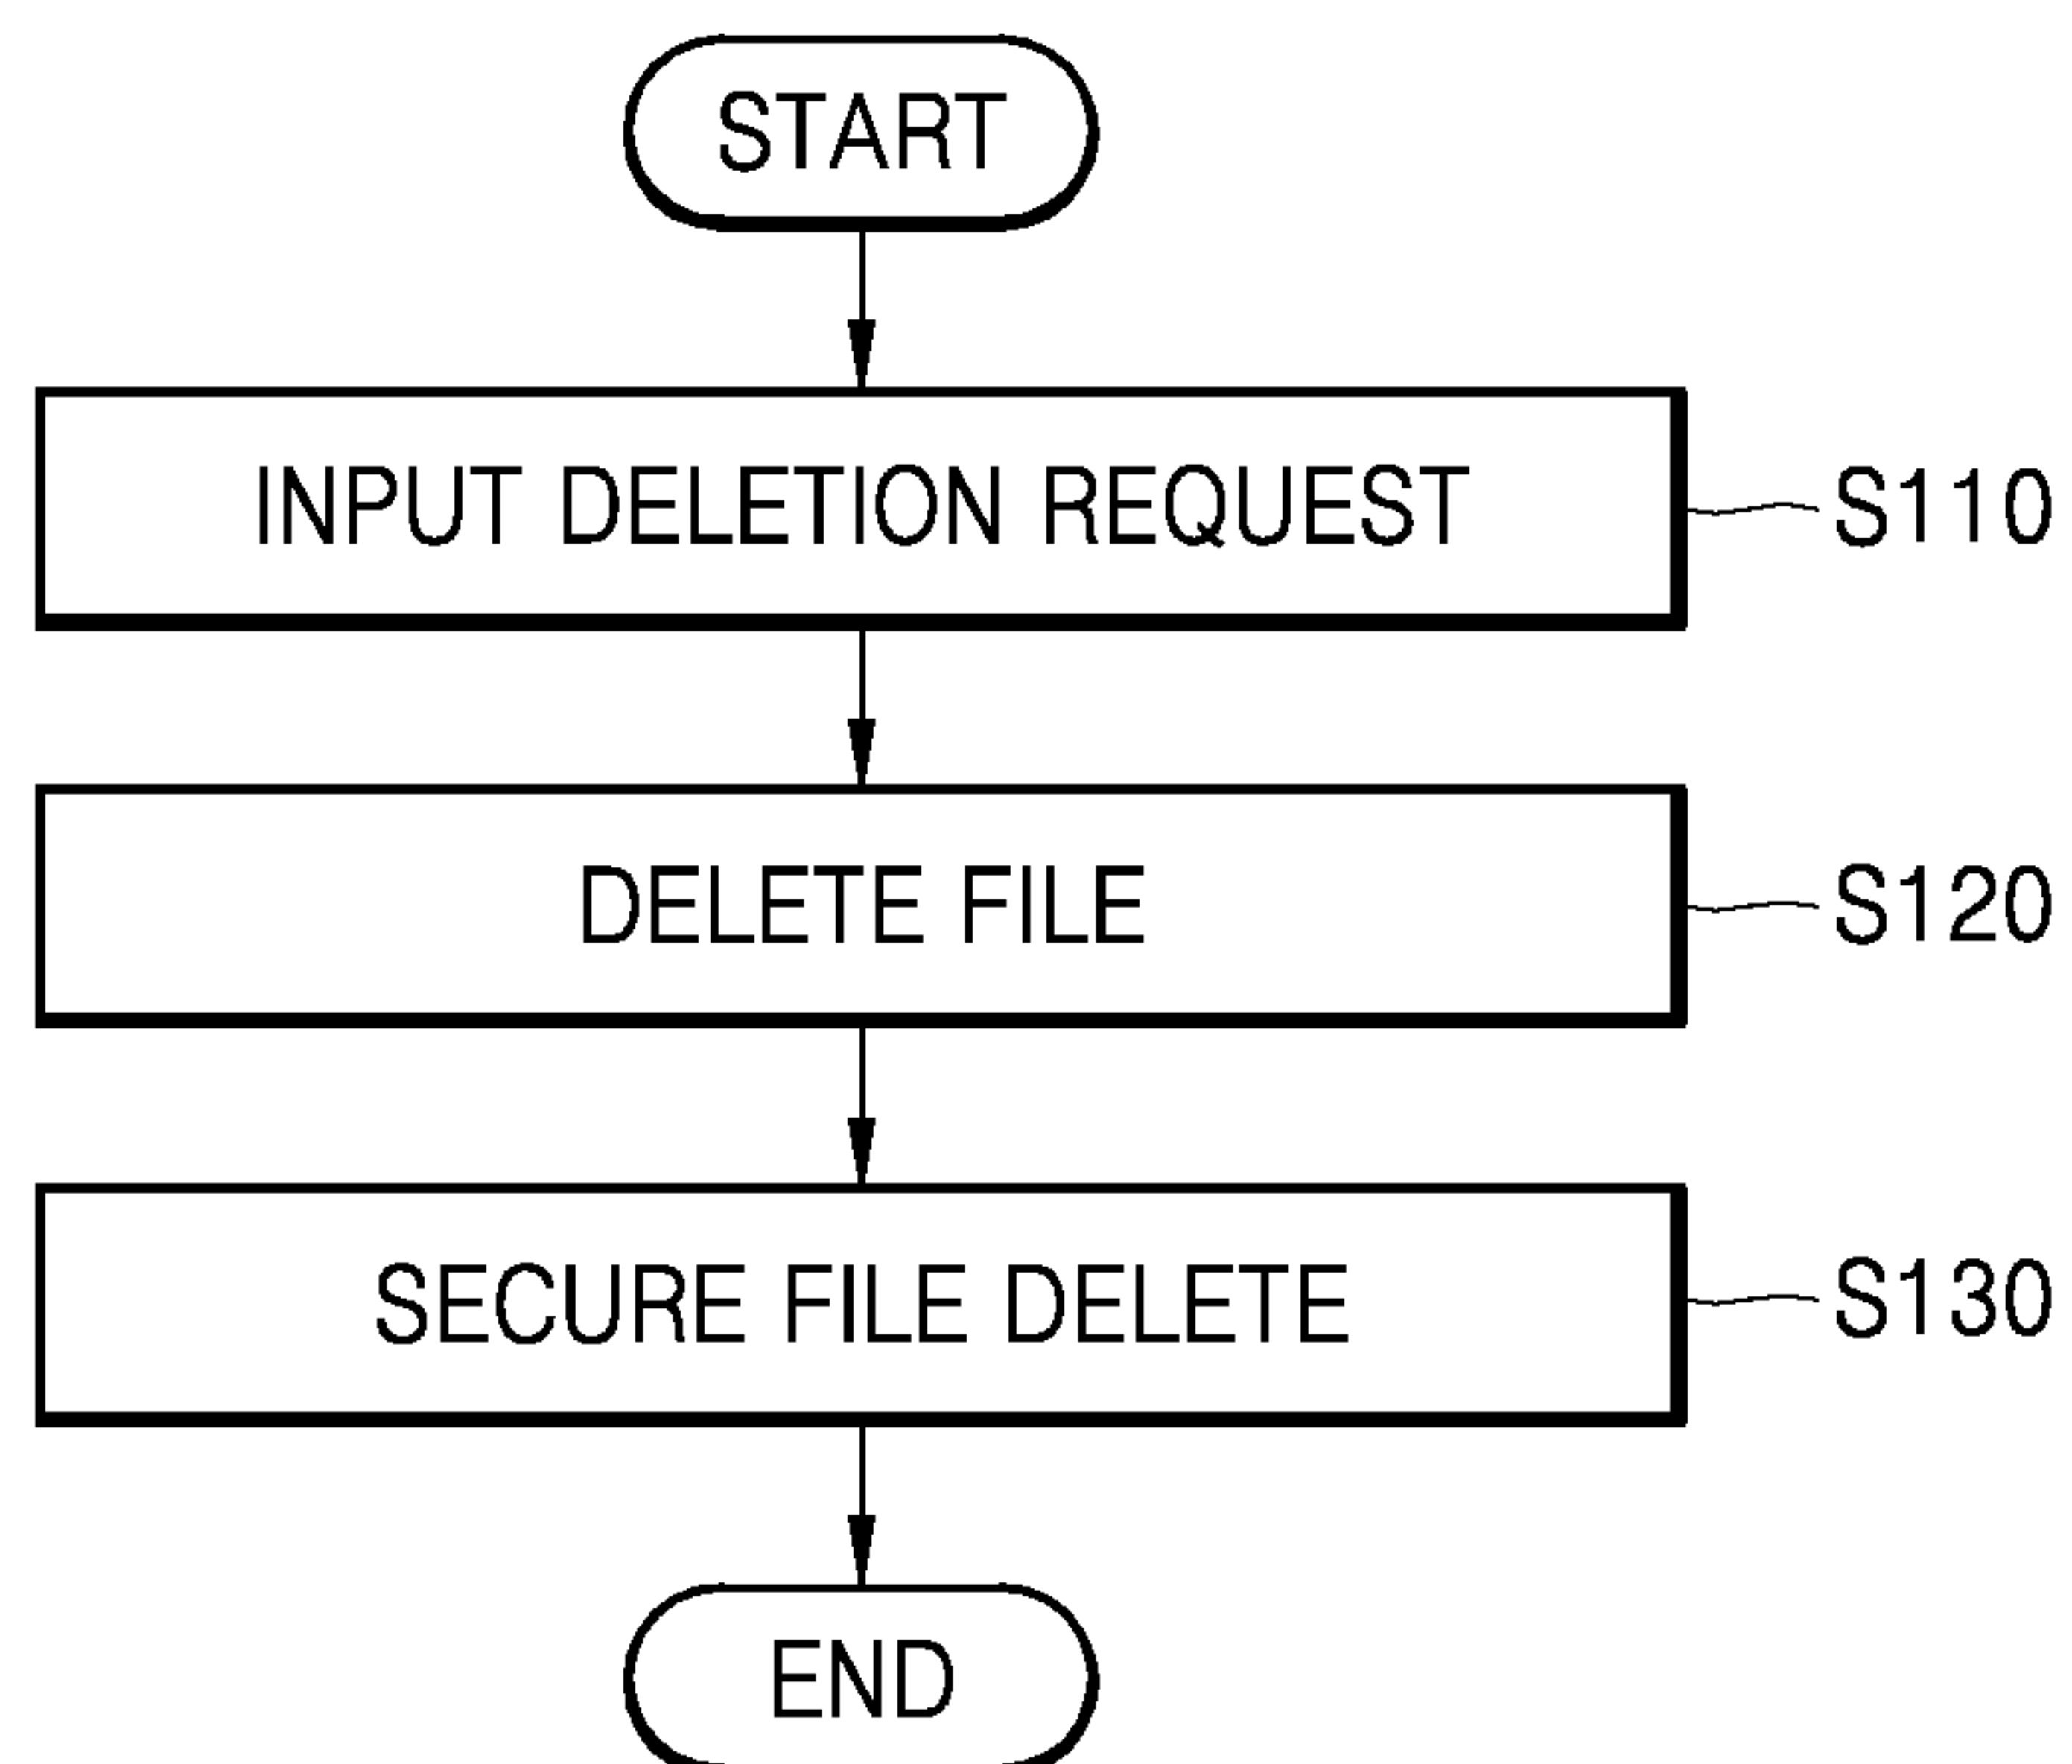 START
INPUT DELETION REQUEST
S110
DELETE FILE
S120
SECURE FILE DELETE
S130
END